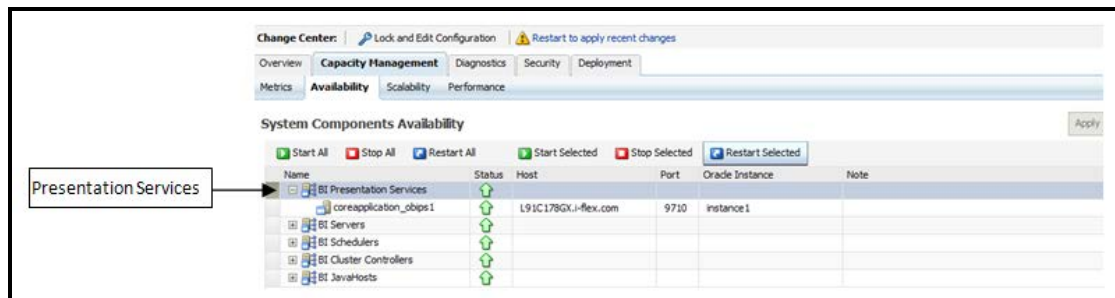 Change Center: Lock and Edit Configuration Restart to apply recent changes
Overview Capacity Management Diagnostics Security Deployment
Metrics Availability Scalability Performance
System Components Availability Apply
Start All Stop All Restart All Start Selected Stop Selected Restart Selected
Name Status Host Port Oracle Instance Note
Presentation Services
BI Presentation Services
coreapplication_obips1 L91C178GX.i-flex.com 9710 instance1
BI Servers
BI Schedulers
BI Cluster Controllers
BI JavaHosts